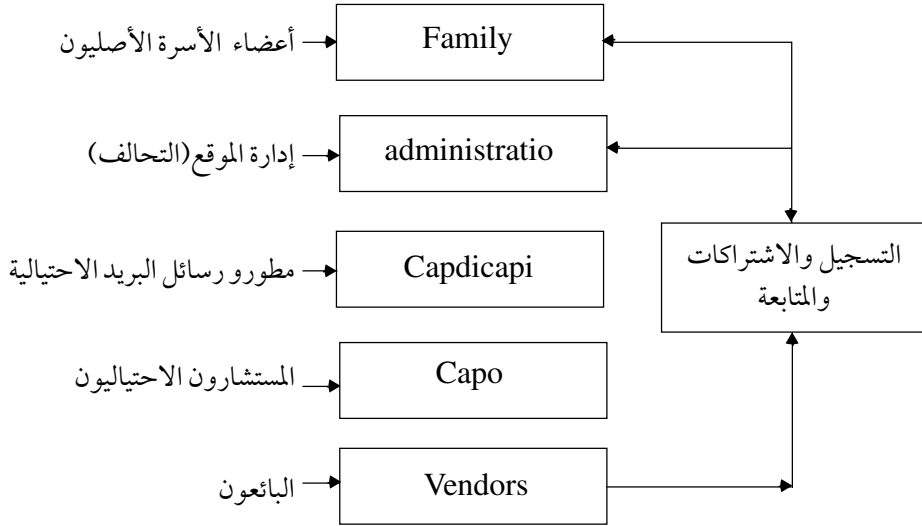 أعضاء الأسرة الأصليون
Family
إدارة الموقع(التحالف)
administratio
مطورو رسائل البريد الاحتيالية
Capdicapi
المستشارون الاحتياليون
Capo
البائعون
Vendors
التسجيل والاشتراكات
والمتابعة